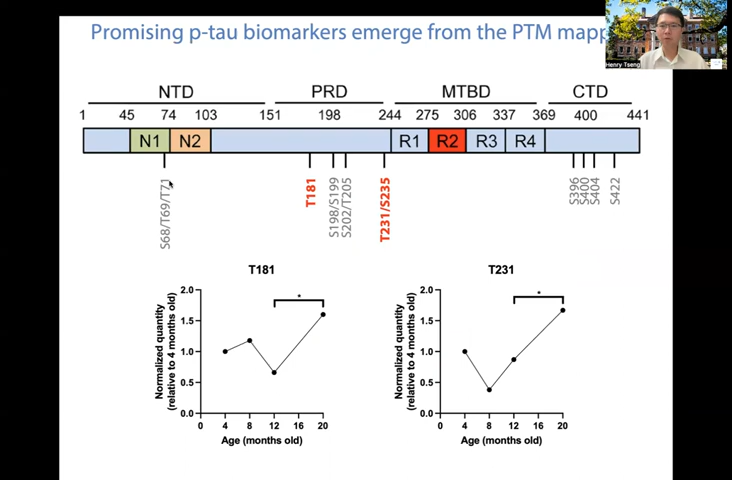 Promising p-tau biomarkers emerge from the PTM mapp
Henry Tseng
NTD PRD MTBD CTD
1 45 74 103 151 198 244 275 306 337 369 400 441
N1 N2 R1 R2 R3 R4
S68/T69/T71 T181 S198/S199 S202/T205 T231/S235 S396 S400 S404 S422
T181
Normalized quantity
(relative to 4 months old)
2.0
1.5
1.0
0.5
0.0
*
0 4 8 12 16 20
Age (months old)
T231
Normalized quantity
(relative to 4 months old)
2.0
1.5
1.0
0.5
0.0
*
0 4 8 12 16 20
Age (months old)